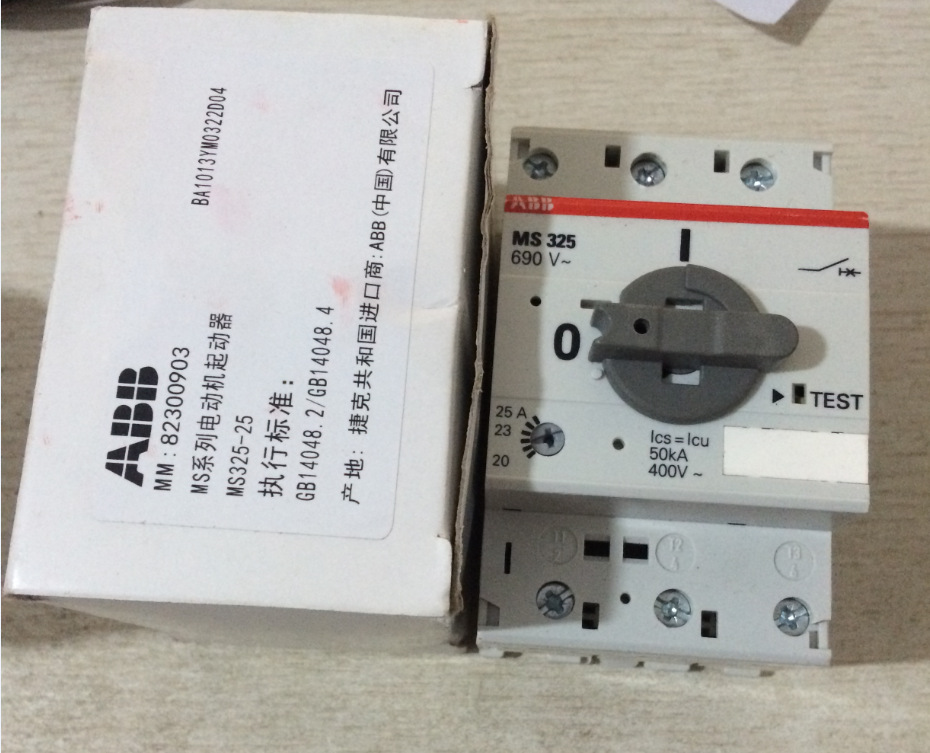 BA1013YM0322D04
ABB
MM:82300903
MS系列电动机起动器
MS325-25
执行标准:
GB14048.2/GB14048.4
产地: 捷克共和国进口商:ABB(中国)有限公司
ABB
MS 325
690 V~
I
0
TEST
25 A
23
20
Ics = Icu
50kA
400V ~
I